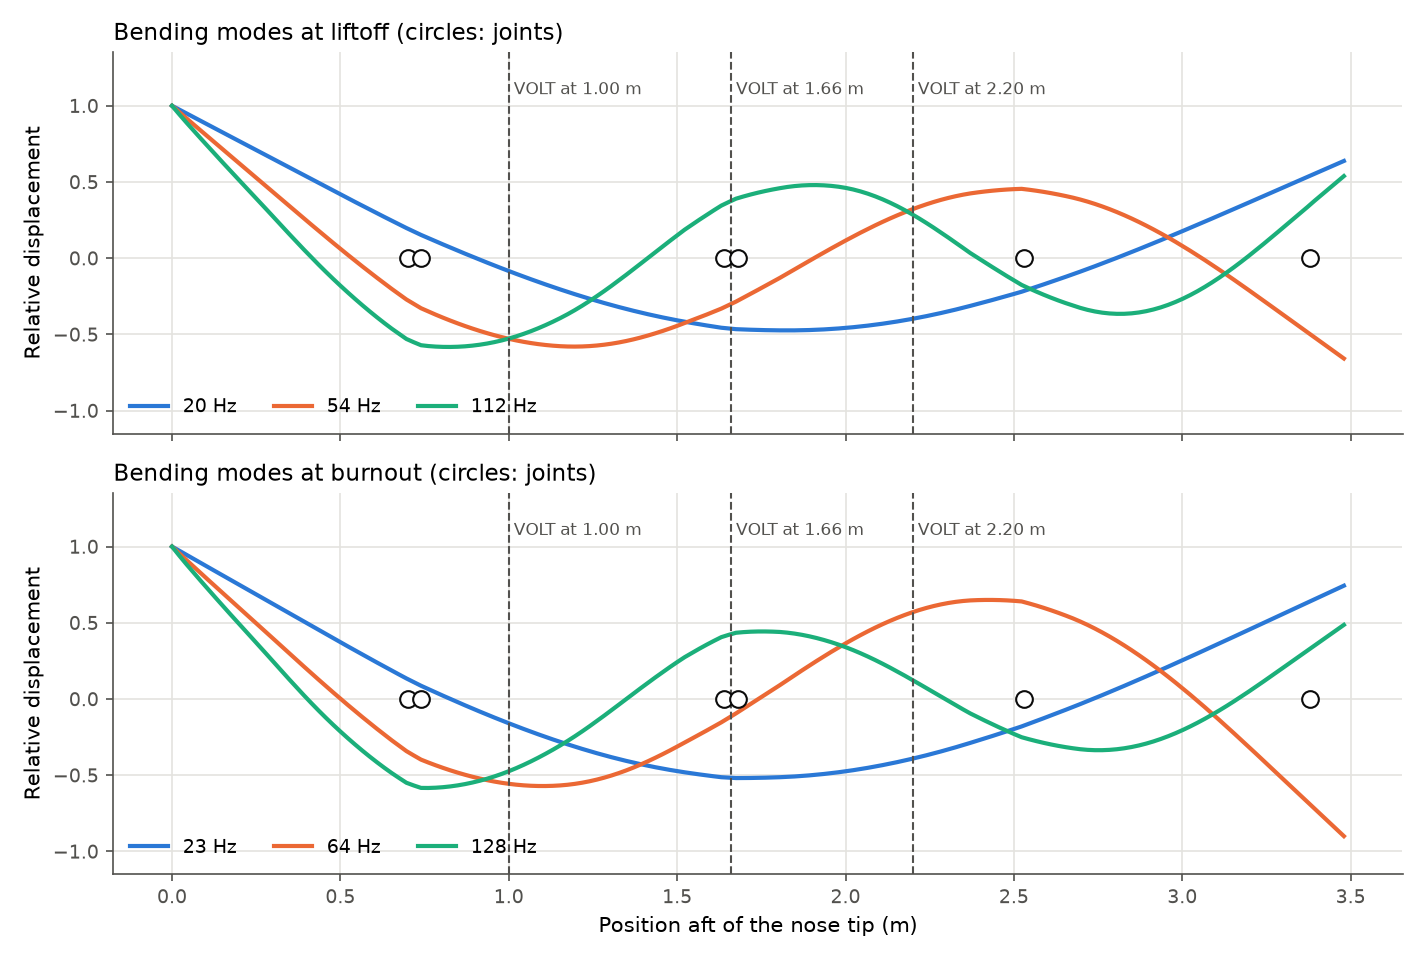 Bending modes at liftoff (circles: joints)
VOLT at 1.00 m
VOLT at 1.66 m
VOLT at 2.20 m
1.0
0.5
0.0
−0.5
−1.0
Relative displacement
20 Hz
54 Hz
112 Hz
Bending modes at burnout (circles: joints)
VOLT at 1.00 m
VOLT at 1.66 m
VOLT at 2.20 m
1.0
0.5
0.0
−0.5
−1.0
Relative displacement
23 Hz
64 Hz
128 Hz
0.0
0.5
1.0
1.5
2.0
2.5
3.0
3.5
Position aft of the nose tip (m)